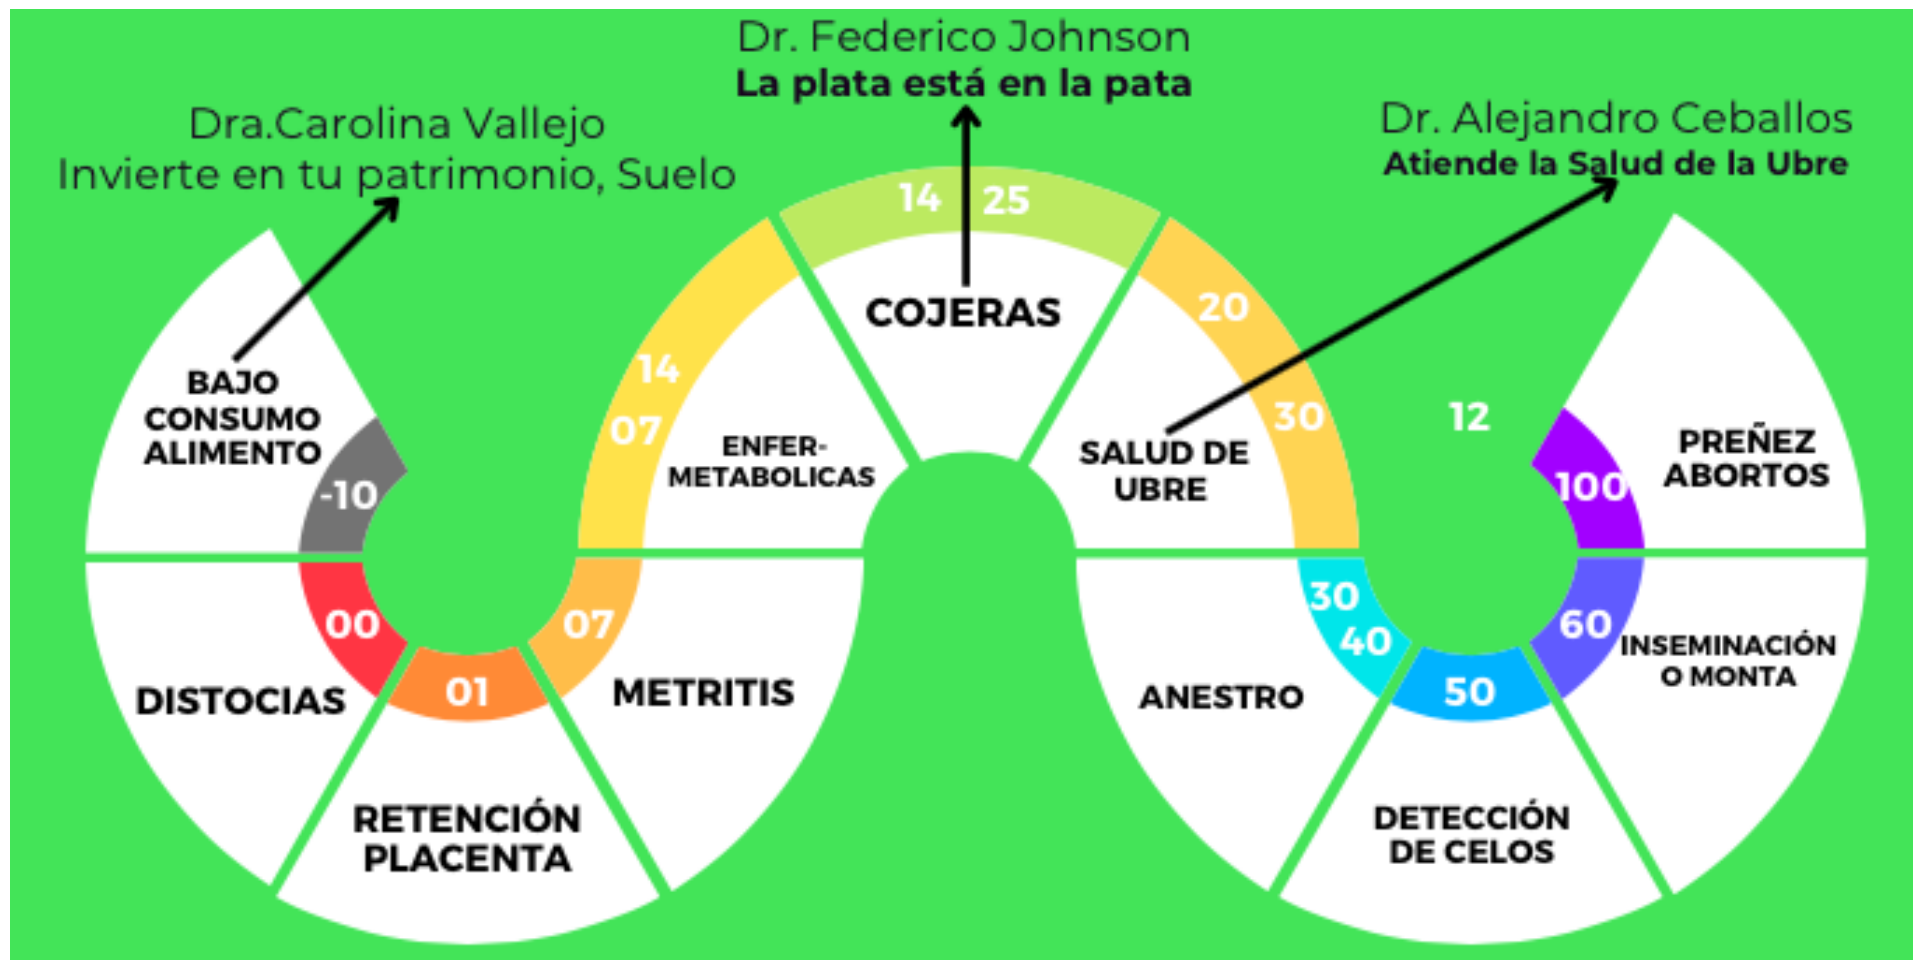 Dr. Federico Johnson
La plata está en la pata
Dra.Carolina Vallejo
Invierte en tu patrimonio, Suelo
Dr. Alejandro Ceballos
Atiende la Salud de la Ubre
BAJO
CONSUMO
ALIMENTO
-10
DISTOCIAS
00
RETENCIÓN
PLACENTA
01
METRITIS
07
ENFER-
METABOLICAS
07
14
COJERAS
14
25
SALUD DE
UBRE
20
30
ANESTRO
30
40
DETECCIÓN
DE CELOS
50
INSEMINACIÓN
O MONTA
60
PREÑEZ
ABORTOS
100
12